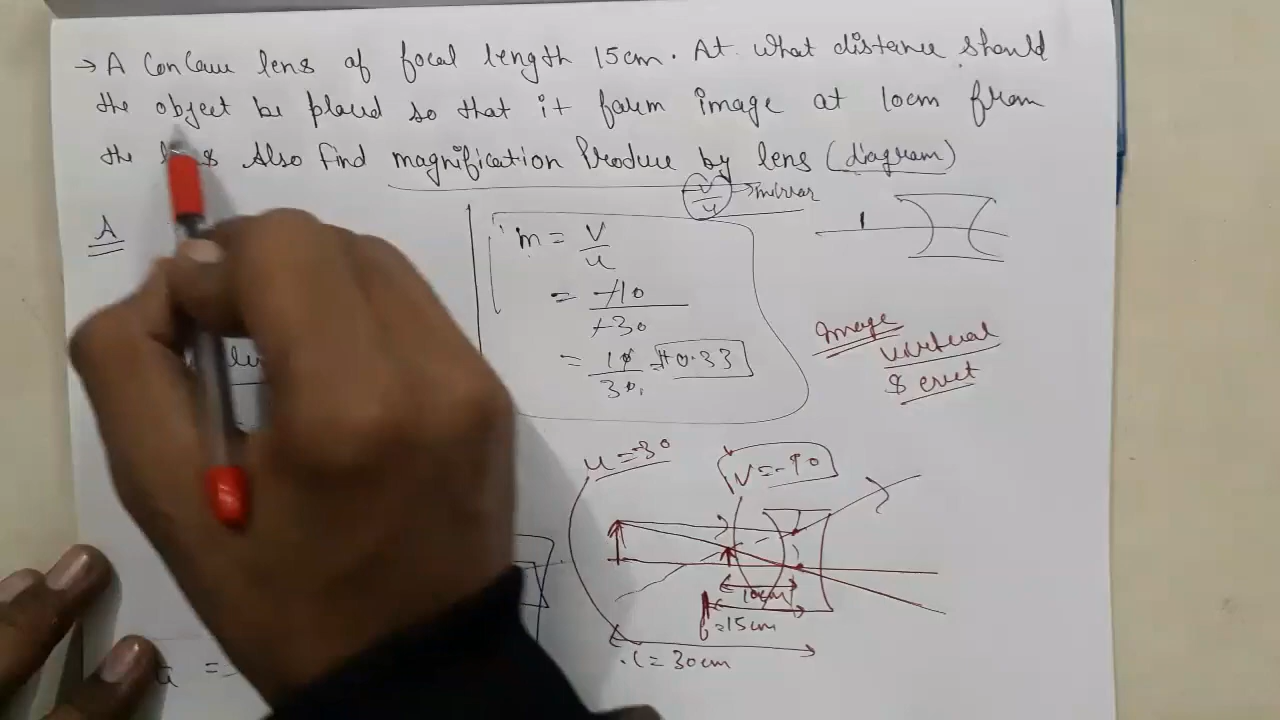 → A Concave lens of focal length 15cm. At what distance should
the object be placed so that it form image at 10cm from
the lens Also find magnification Produce by lens (diagram)
v/u → mirror
A
m = v/u
= -10/-30
= 10/30 = +0.33
Image
virtual
& erect
u = -30
V = -10
10cm
f = 15cm
= 30cm
u =